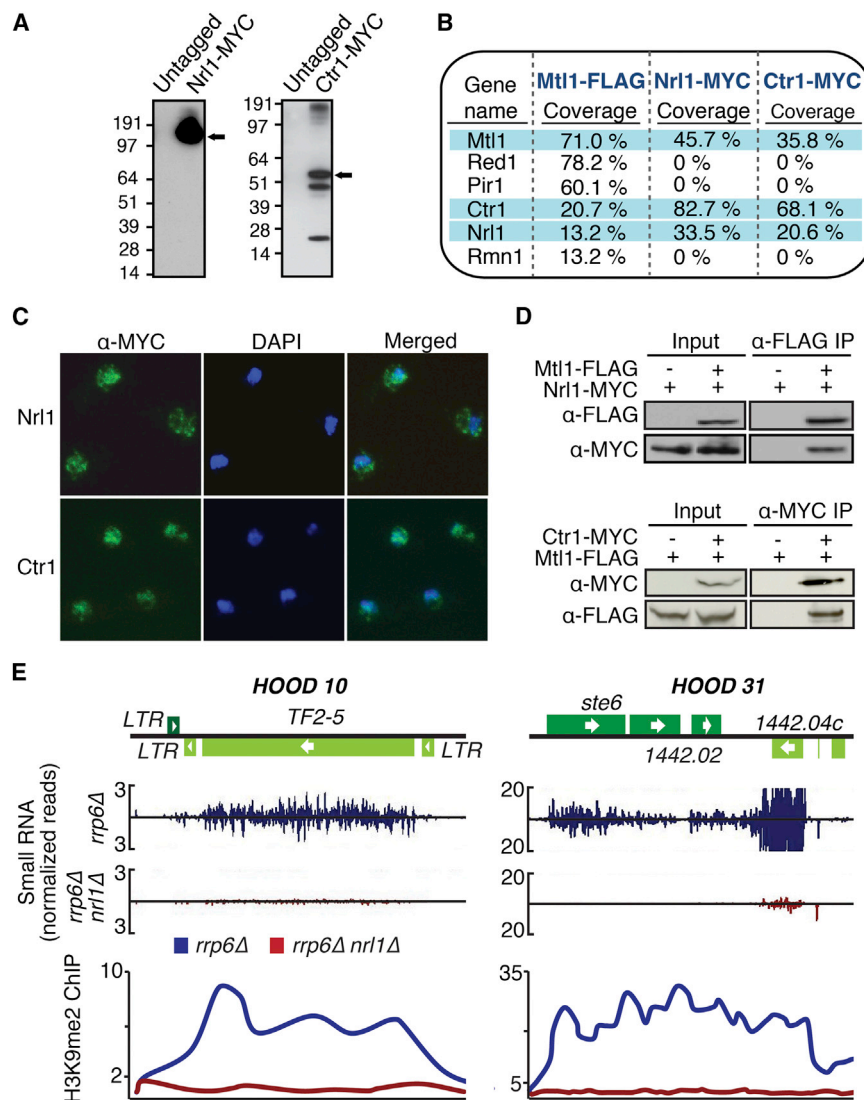 A
Untagged
Nrl1-MYC
191
97
64
51
39
28
14
Untagged
Ctr1-MYC
191
97
64
51
39
28
14
B
Gene name
Mtl1-FLAG Nrl1-MYC Ctr1-MYC
Coverage Coverage Coverage
Mtl1 71.0 % 45.7 % 35.8 %
Red1 78.2 % 0 % 0 %
Pir1 60.1 % 0 % 0 %
Ctr1 20.7 % 82.7 % 68.1 %
Nrl1 13.2 % 33.5 % 20.6 %
Rmn1 13.2 % 0 % 0 %
C
α-MYC DAPI Merged
Nrl1
Ctr1
D
Input α-FLAG IP
Mtl1-FLAG - + - +
Nrl1-MYC + + + +
α-FLAG
α-MYC
Input α-MYC IP
Ctr1-MYC - + - +
Mtl1-FLAG + + + +
α-MYC
α-FLAG
E
HOOD 10
LTR TF2-5
LTR LTR
HOOD 31
ste6 1442.04c
1442.02
Small RNA
(normalized reads)
rrp6Δ
3
3
20
20
rrp6Δ
nrl1Δ
3
3
20
20
rrp6Δ rrp6Δ nrl1Δ
H3K9me2 ChIP
10
2
35
5